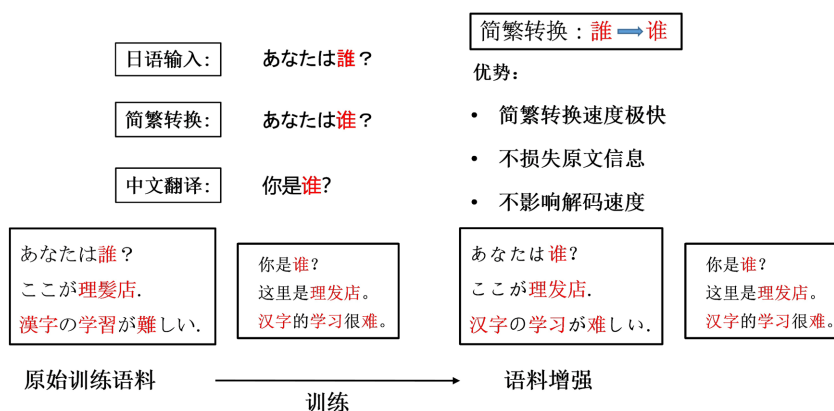 日语输入:
あなたは誰？
简繁转换:
あなたは谁？
中文翻译:
你是谁?
简繁转换：誰 谁
优势：
• 简繁转换速度极快
• 不损失原文信息
• 不影响解码速度
あなたは誰？
ここが理髪店.
漢字の学習が難しい.
你是谁?
这里是理发店。
汉字的学习很难。
あなたは谁?
ここが理发店.
汉字の学习が难しい.
你是谁?
这里是理发店。
汉字的学习很难。
原始训练语料
训练
语料增强